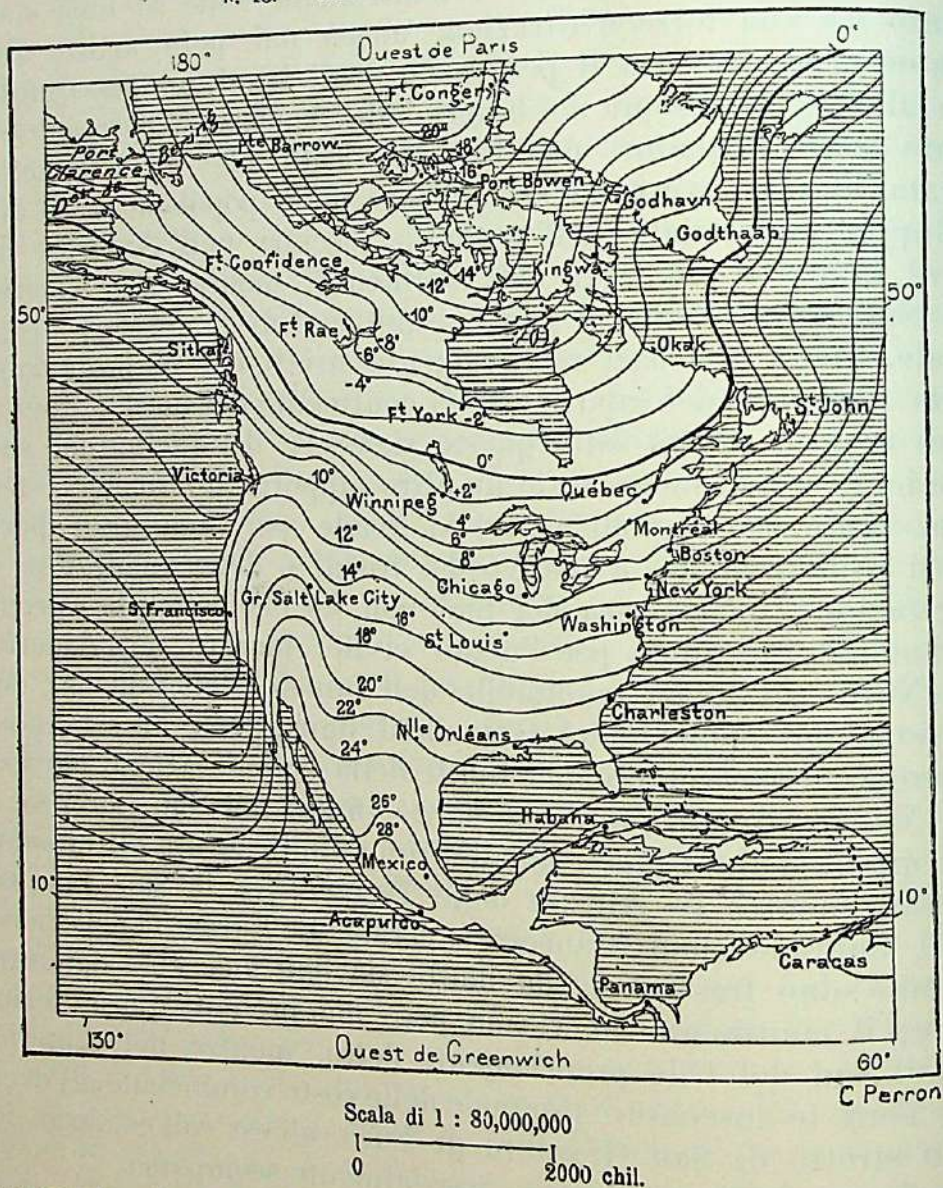 180°
Ouest de Paris
0°
Ft Conger
-20°
18°
16
Port Clarence
Bering
Pte Barrow
Port Bowen
Dét. de
Godhavn
Godthaab
Ft Confidence
-14°
Kingwa
-12°
-10°
50°
50°
Ft Rae
-8°
6°
Okak
Sitka
-4°
Ft York
-2°
St John
0°
Victoria
10°
Winnipeg
+2°
Québec
4°
Montréal
6°
12°
8°
Boston
14°
Chicago
New York
Gr. Salt Lake City
S. Francisco
16°
St Louis
Washington
18°
20°
22°
Charleston
Nlle Orléans
24°
26°
Habana
28°
Mexico
10°
10°
Acapulco
Caracas
Panama
130°
Ouest de Greenwich
60°
C Perron
Scala di 1 : 80,000,000
0
2000 chil.